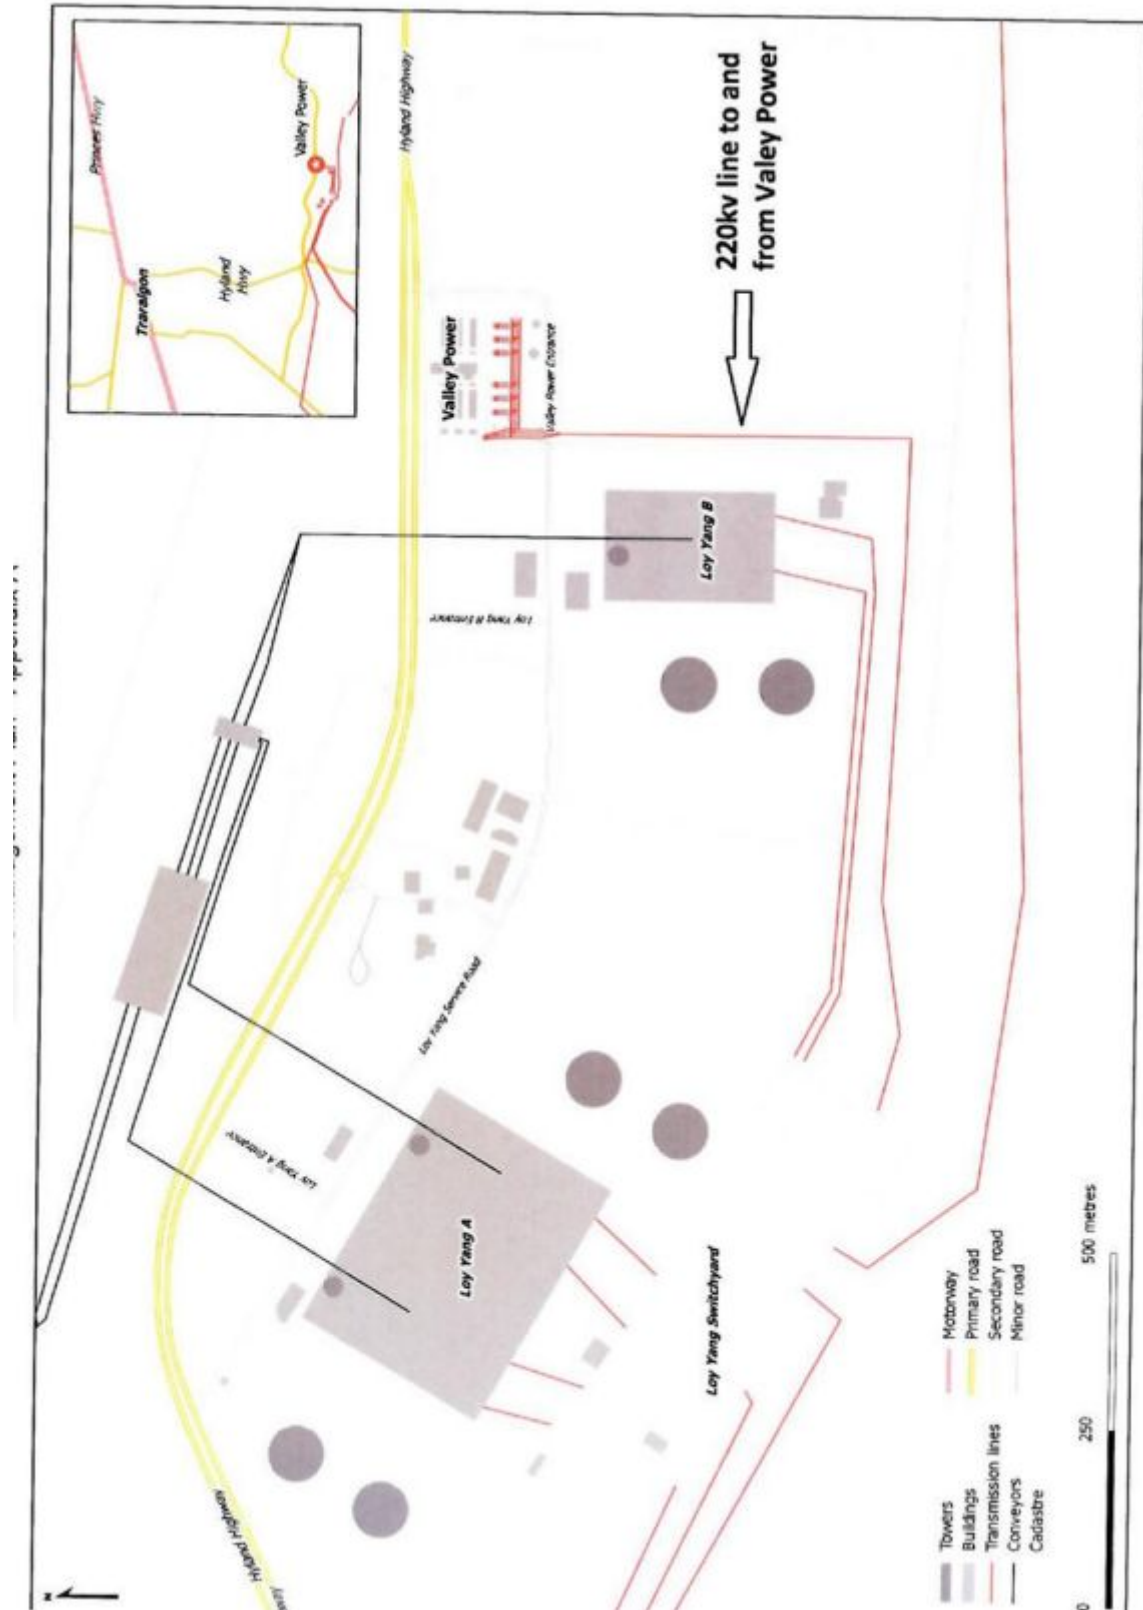 Princes Hwy
Traralgon
Hyland
Hwy
Valley Power
Hyland Highway
220kv line to and
from Valey Power
Valley Power
Valley Power Entrance
Loy Yang B
Loy Yang B Entrance
Loy Yang Service Road
Loy Yang A Entrance
Loy Yang A
Loy Yang Switchyard
Hyland Highway
Towers
Buildings
Transmission lines
Conveyors
Cadastre
Motorway
Primary road
Secondary road
Minor road
0
250
500 metres